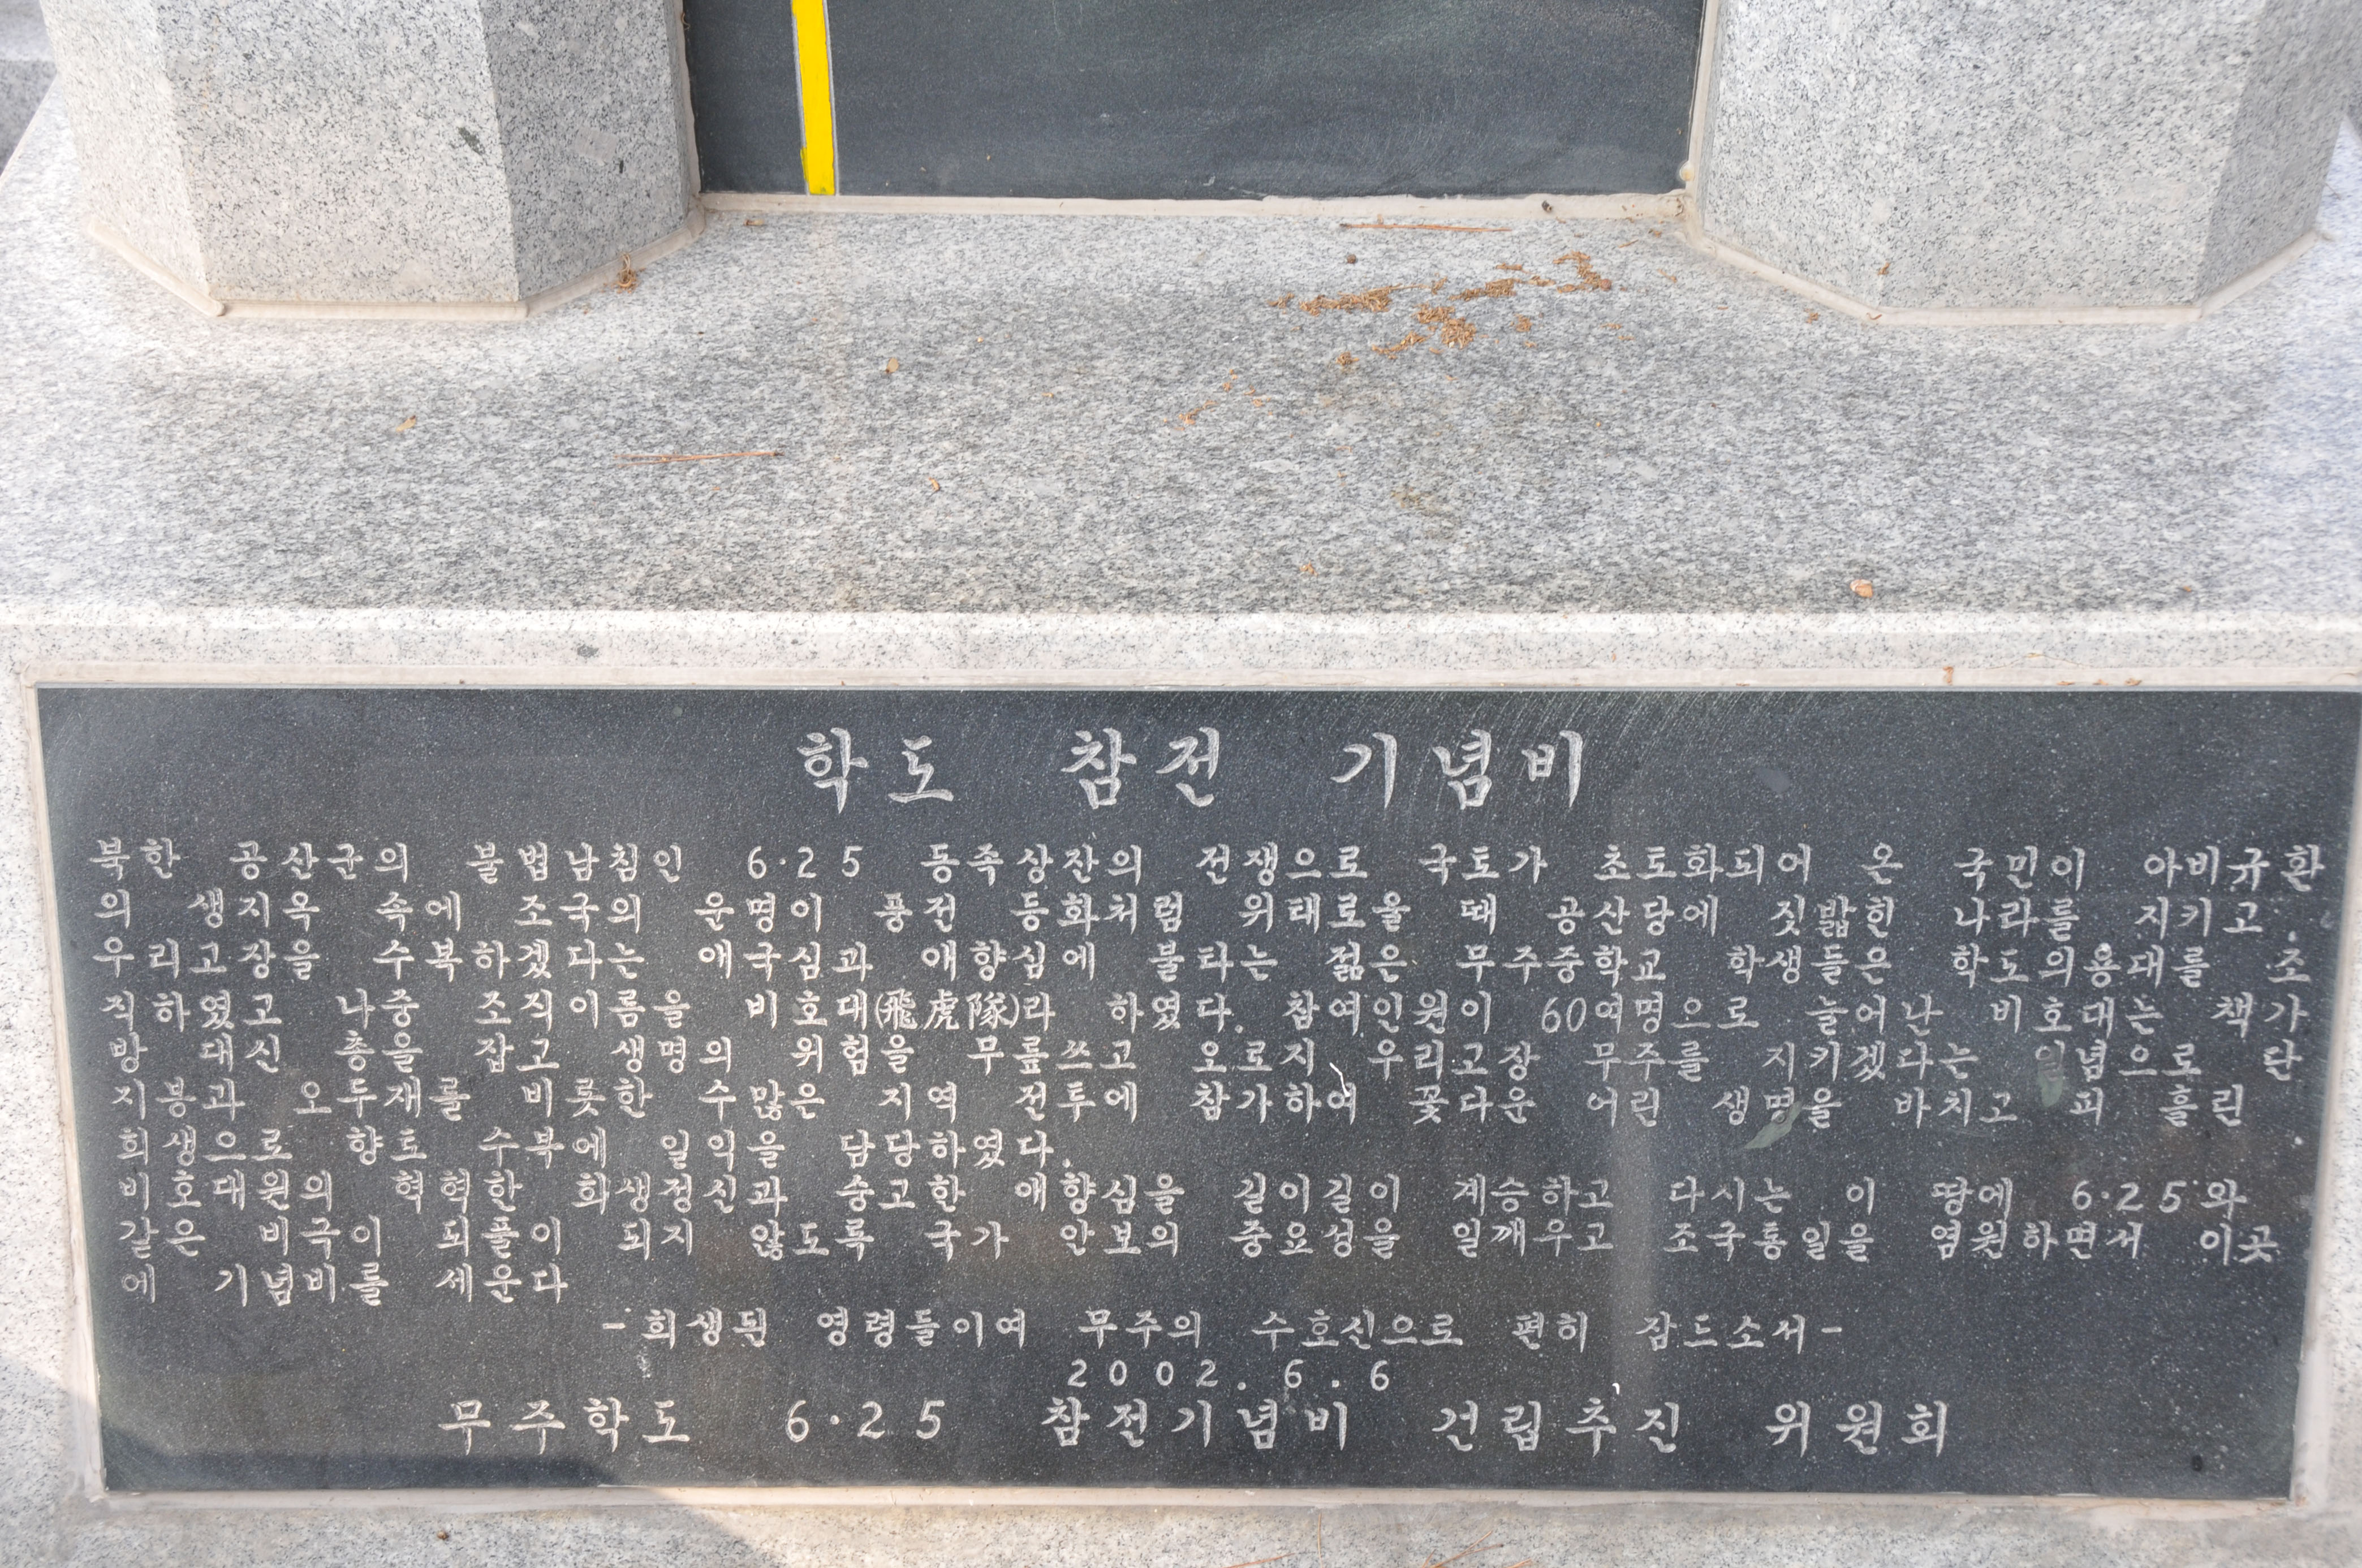 학도 참전 기념비
북한 공산군의 불법남침인 6·25 동족상잔의 전쟁으로 국토가 초토화되어 온 국민이 아비규환
의 생지옥 속에 조국의 운명이 풍전 등화처럼 위태로울 때 공산당에 짓밟힌 나라를 지키고
우리고장을 수복하겠다는 애국심과 애향심에 불타는 젊은 무주중학교 학생들은 학도의용대를 조
직하였고 나중 조직이름을 비호대(飛虎隊)라 하였다. 참여인원이 60여명으로 늘어난 비호대는 책가
방 대신 총을 잡고 생명의 위험을 무릎쓰고 오로지 우리고장 무주를 지키겠다는 일념으로 단
지봉과 오두재를 비롯한 수많은 지역 전투에 참가하여 꽃다운 어린 생명을 바치고 피 흘린
희생으로 향토 수복에 일익을 담당하였다.
비호대원의 혁혁한 희생정신과 숭고한 애향심을 길이길이 계승하고 다시는 이 땅에 6·25와
같은 비극이 되풀이 되지 않도록 국가 안보의 중요성을 일깨우고 조국통일을 염원하면서 이곳
에 기념비를 세운다
-희생된 영령들이여 무주의 수호신으로 편히 잠드소서-
2002.6.6
무주학도 6·25 참전기념비 건립추진 위원회